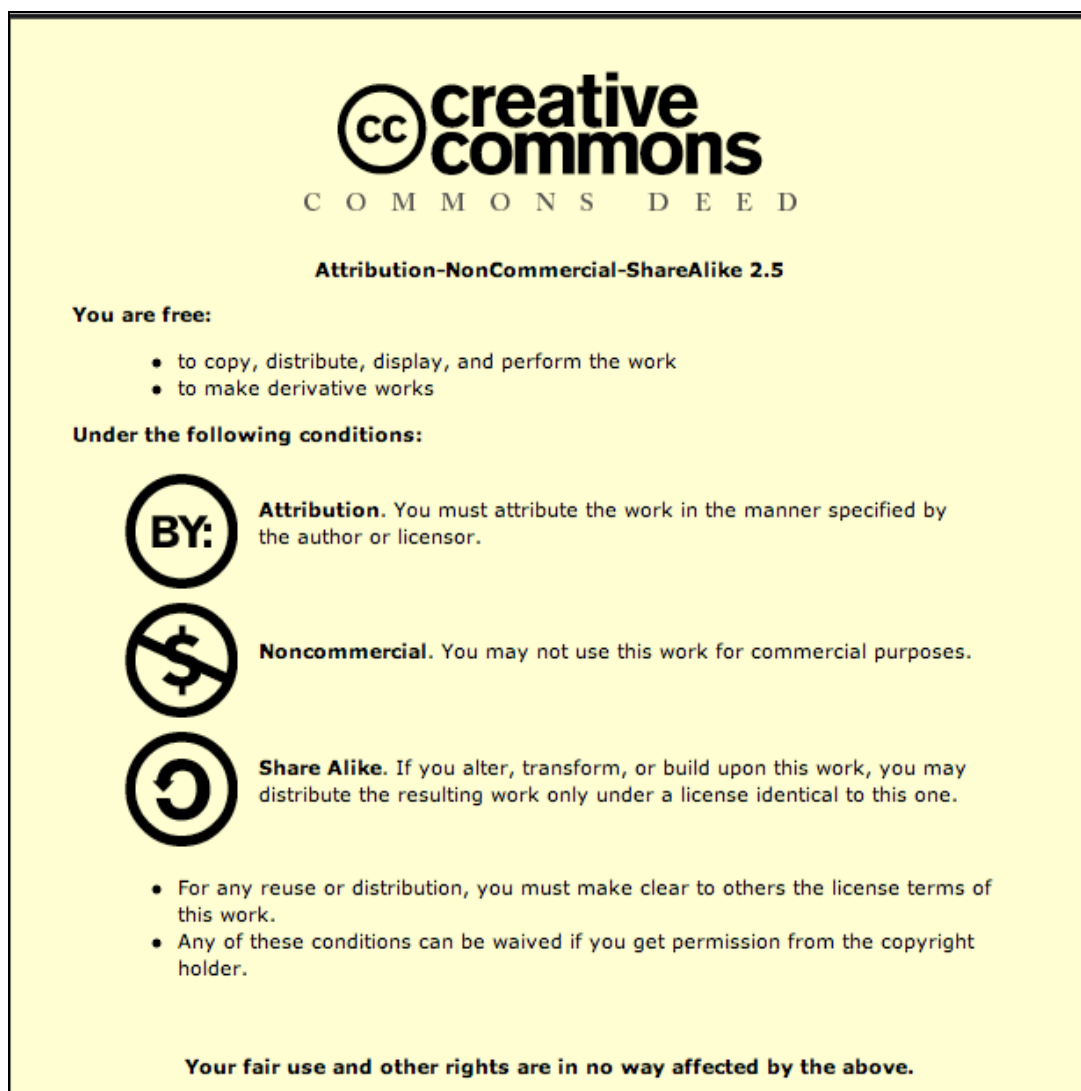 cc creative
commons
COMMONS DEED
Attribution-NonCommercial-ShareAlike 2.5
You are free:
• to copy, distribute, display, and perform the work
• to make derivative works
Under the following conditions:
BY:
Attribution. You must attribute the work in the manner specified by
the author or licensor.
$
Noncommercial. You may not use this work for commercial purposes.
Share Alike. If you alter, transform, or build upon this work, you may
distribute the resulting work only under a license identical to this one.
• For any reuse or distribution, you must make clear to others the license terms of
this work.
• Any of these conditions can be waived if you get permission from the copyright
holder.
Your fair use and other rights are in no way affected by the above.